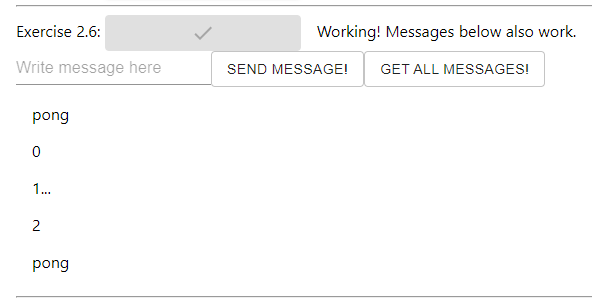 Exercise 2.6: Working! Messages below also work.
Write message here SEND MESSAGE! GET ALL MESSAGES!
pong
0
1...
2
pong